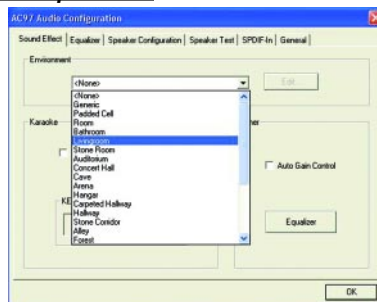 AC97 Audio Configuration
Sound Effect | Equalizer | Speaker Configuration | Speaker Test | SPDIF-In | General
Environment
<None>
Edit
<None>
Generic
Padded Cell
Room
Bathroom
Livingroom
Stone Room
Auditorium
Concert Hall
Cave
Arena
Hangar
Carpeted Hallway
Hallway
Stone Corridor
Alley
Forest
Karaoke
KE
her
Auto Gain Control
Equalizer
OK